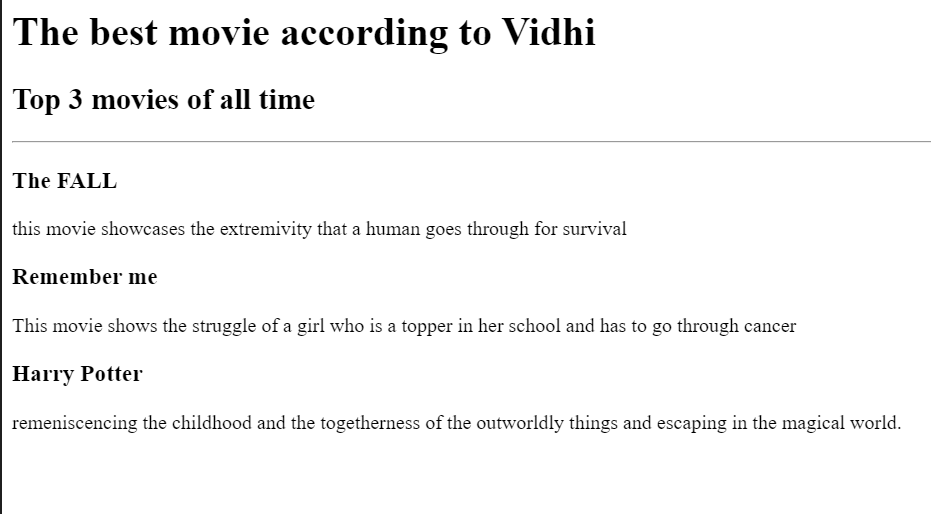 The best movie according to Vidhi
Top 3 movies of all time
The FALL
this movie showcases the extremivity that a human goes through for survival
Remember me
This movie shows the struggle of a girl who is a topper in her school and has to go through cancer
Harry Potter
remeniscencing the childhood and the togetherness of the outworldly things and escaping in the magical world.